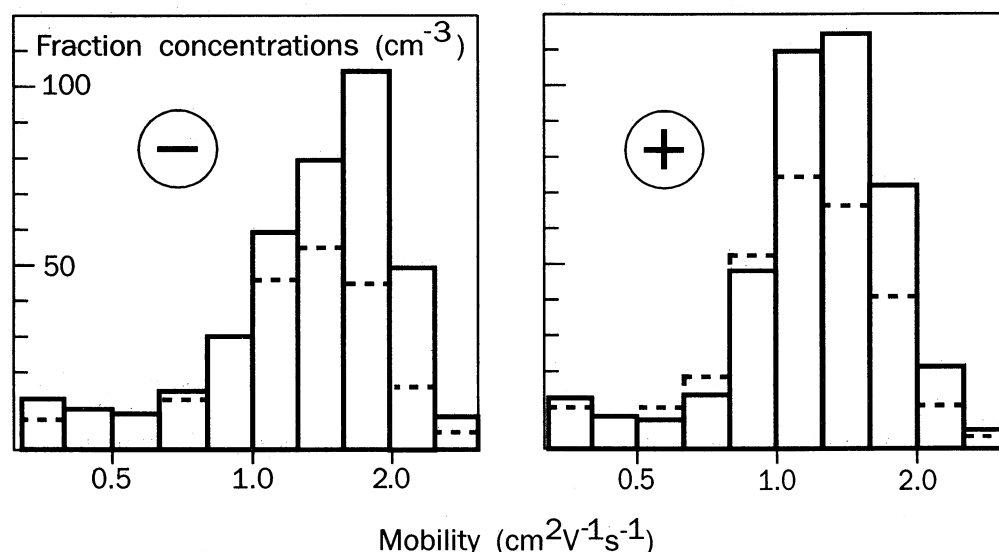 Fraction concentrations (cm⁻³)
100
50
−
+
0.5 1.0 2.0
0.5 1.0 2.0
Mobility (cm²V⁻¹s⁻¹)